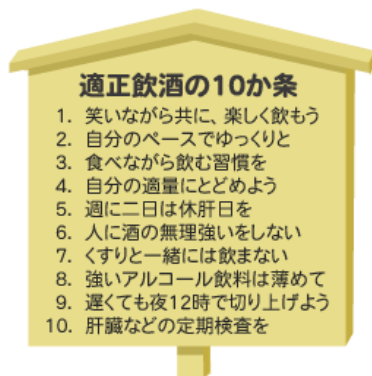 適正飲酒の10か条
1. 笑いながら共に、楽しく飲もう
2. 自分のペースでゆっくりと
3. 食べながら飲む習慣を
4. 自分の適量にとどめよう
5. 週に二日は休肝日を
6. 人に酒の無理強いをしない
7. くすりと一緒には飲まない
8. 強いアルコール飲料は薄めて
9. 遅くても夜12時で切り上げよう
10. 肝臓などの定期検査を